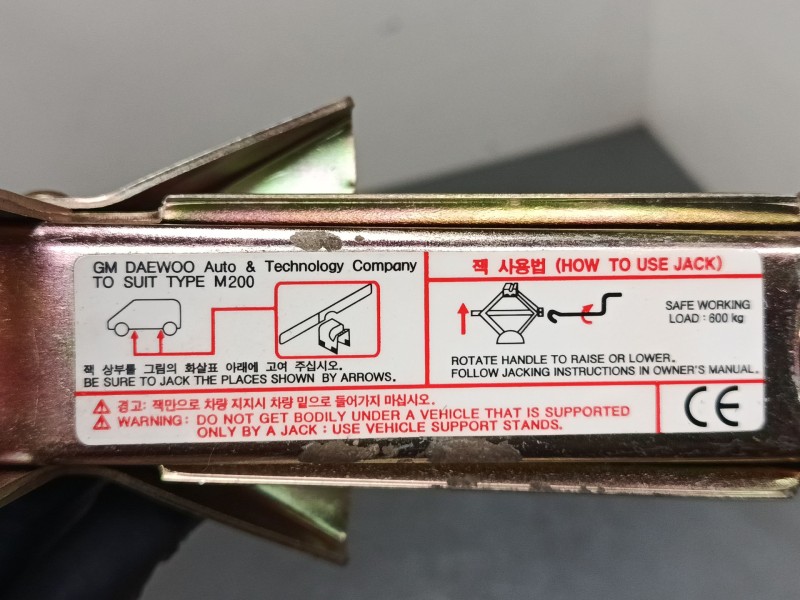 GM DAEWOO Auto & Technology Company
TO SUIT TYPE M200
잭 상부를 그림의 화살표 아래에 고여 주십시오.
BE SURE TO JACK THE PLACES SHOWN BY ARROWS.
잭 사용법 (HOW TO USE JACK)
SAFE WORKING
LOAD : 600 kg
ROTATE HANDLE TO RAISE OR LOWER.
FOLLOW JACKING INSTRUCTIONS IN OWNER'S MANUAL.
경고: 잭만으로 차량 지지시 차량 밑으로 들어가지 마십시오.
WARNING: DO NOT GET BODILY UNDER A VEHICLE THAT IS SUPPORTED
ONLY BY A JACK : USE VEHICLE SUPPORT STANDS.
CE